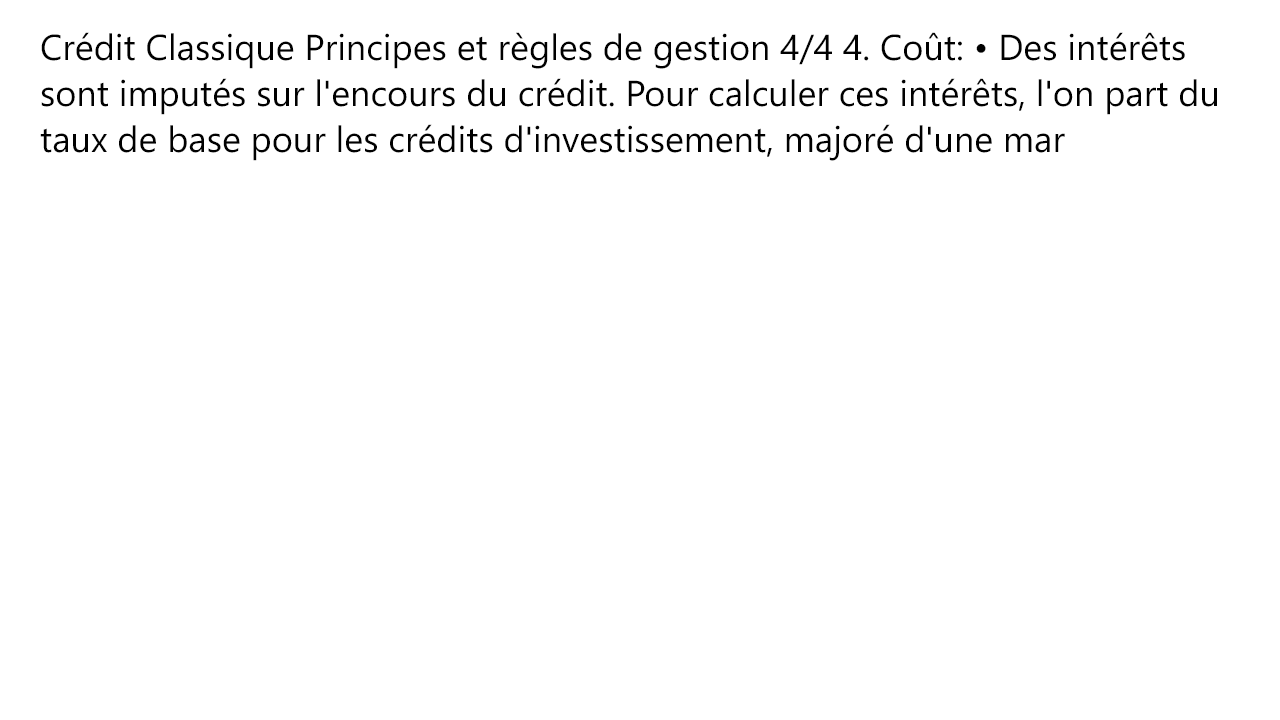 Crédit Classique Principes et règles de gestion 4/4 4. Coût: • Des intérêts
sont imputés sur l'encours du crédit. Pour calculer ces intérêts, l'on part du
taux de base pour les crédits d'investissement, majoré d'une mar